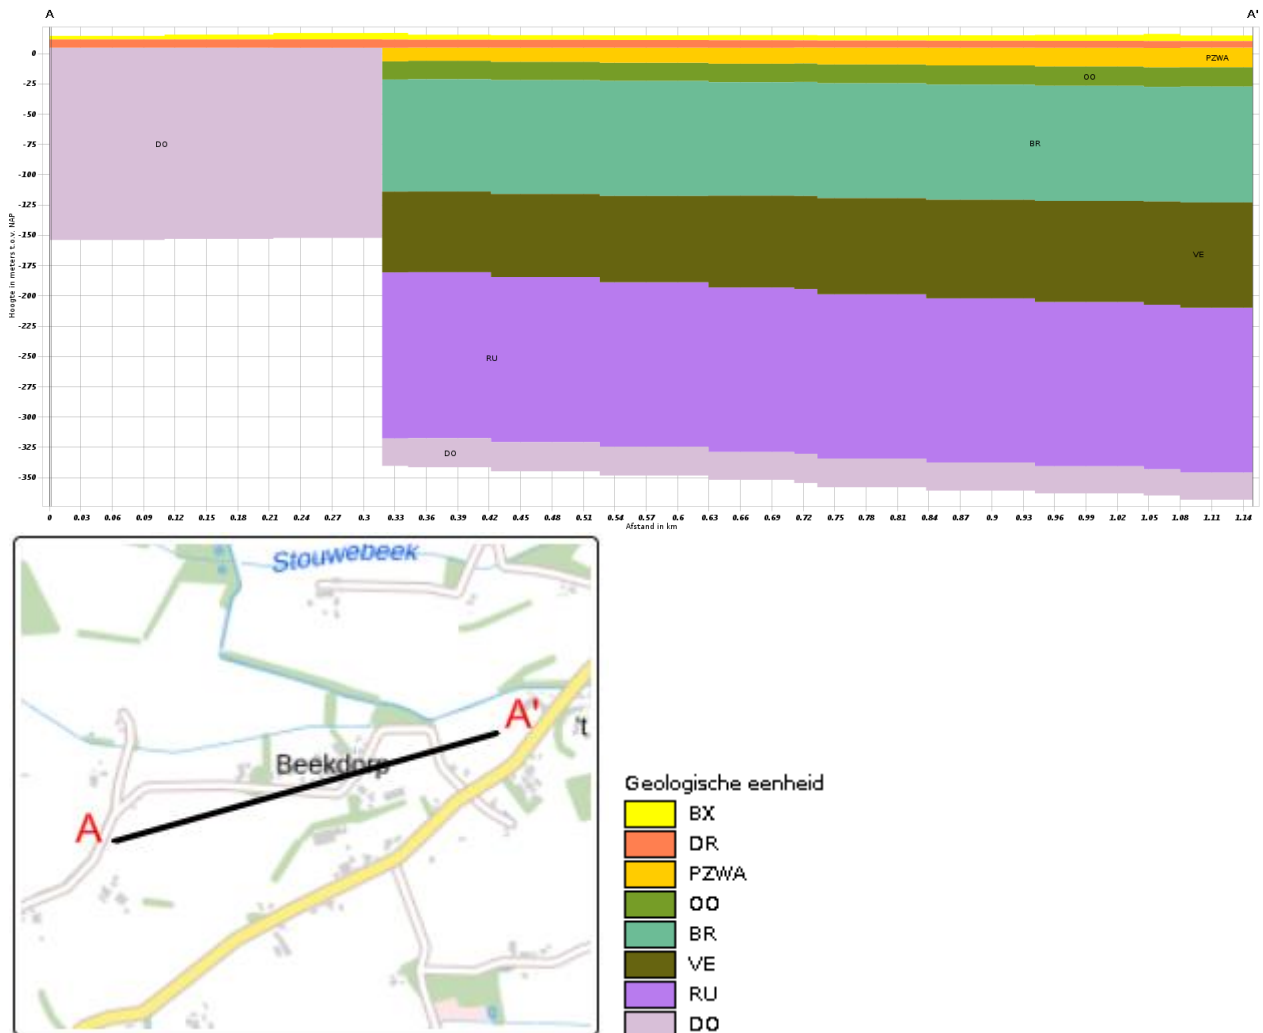 A A'
Hoogte in meters t.o.v. NAP
0
-25
-50
-75
-100
-125
-150
-175
-200
-225
-250
-275
-300
-325
-350
PZWA
OO
DO
BR
VE
RU
DO
0 0.03 0.06 0.09 0.12 0.15 0.18 0.21 0.24 0.27 0.3 0.33 0.36 0.39 0.42 0.45 0.48 0.51 0.54 0.57 0.6 0.63 0.66 0.69 0.72 0.75 0.78 0.81 0.84 0.87 0.9 0.93 0.96 0.99 1.02 1.05 1.08 1.11 1.14
Afstand in km
Stouwebeek
A'
't
Beekdorp
A
Geologische eenheid
BX
DR
PZWA
OO
BR
VE
RU
DO